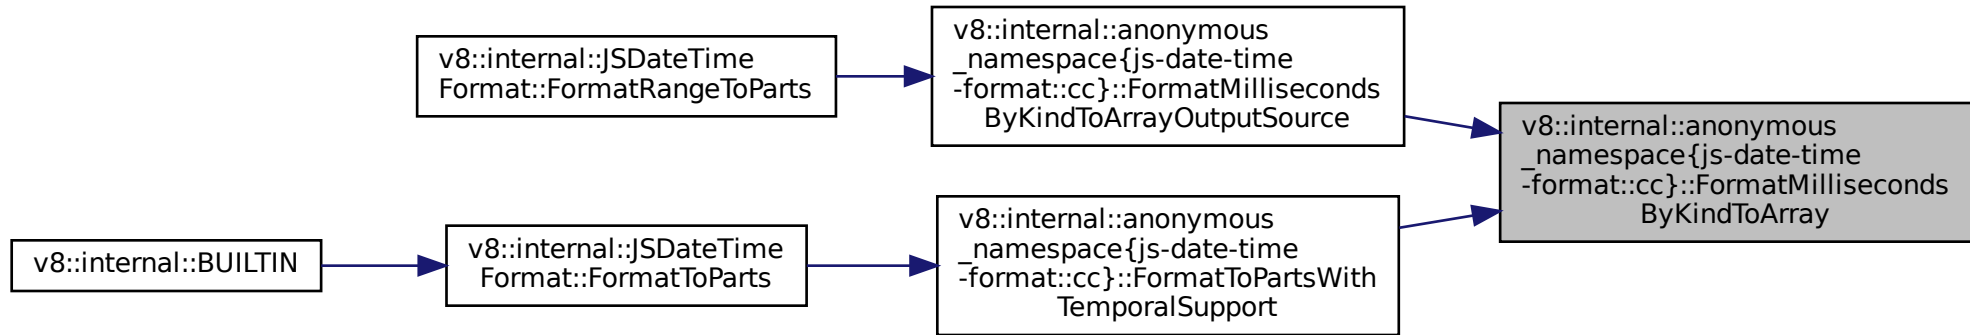 v8::internal::JSDateTime
Format::FormatRangeToParts
v8::internal::anonymous
_namespace{js-date-time
-format::cc}::FormatMilliseconds
ByKindToArrayOutputSource
v8::internal::anonymous
_namespace{js-date-time
-format::cc}::FormatMilliseconds
ByKindToArray
v8::internal::BUILTIN
v8::internal::JSDateTime
Format::FormatToParts
v8::internal::anonymous
_namespace{js-date-time
-format::cc}::FormatToPartsWith
TemporalSupport